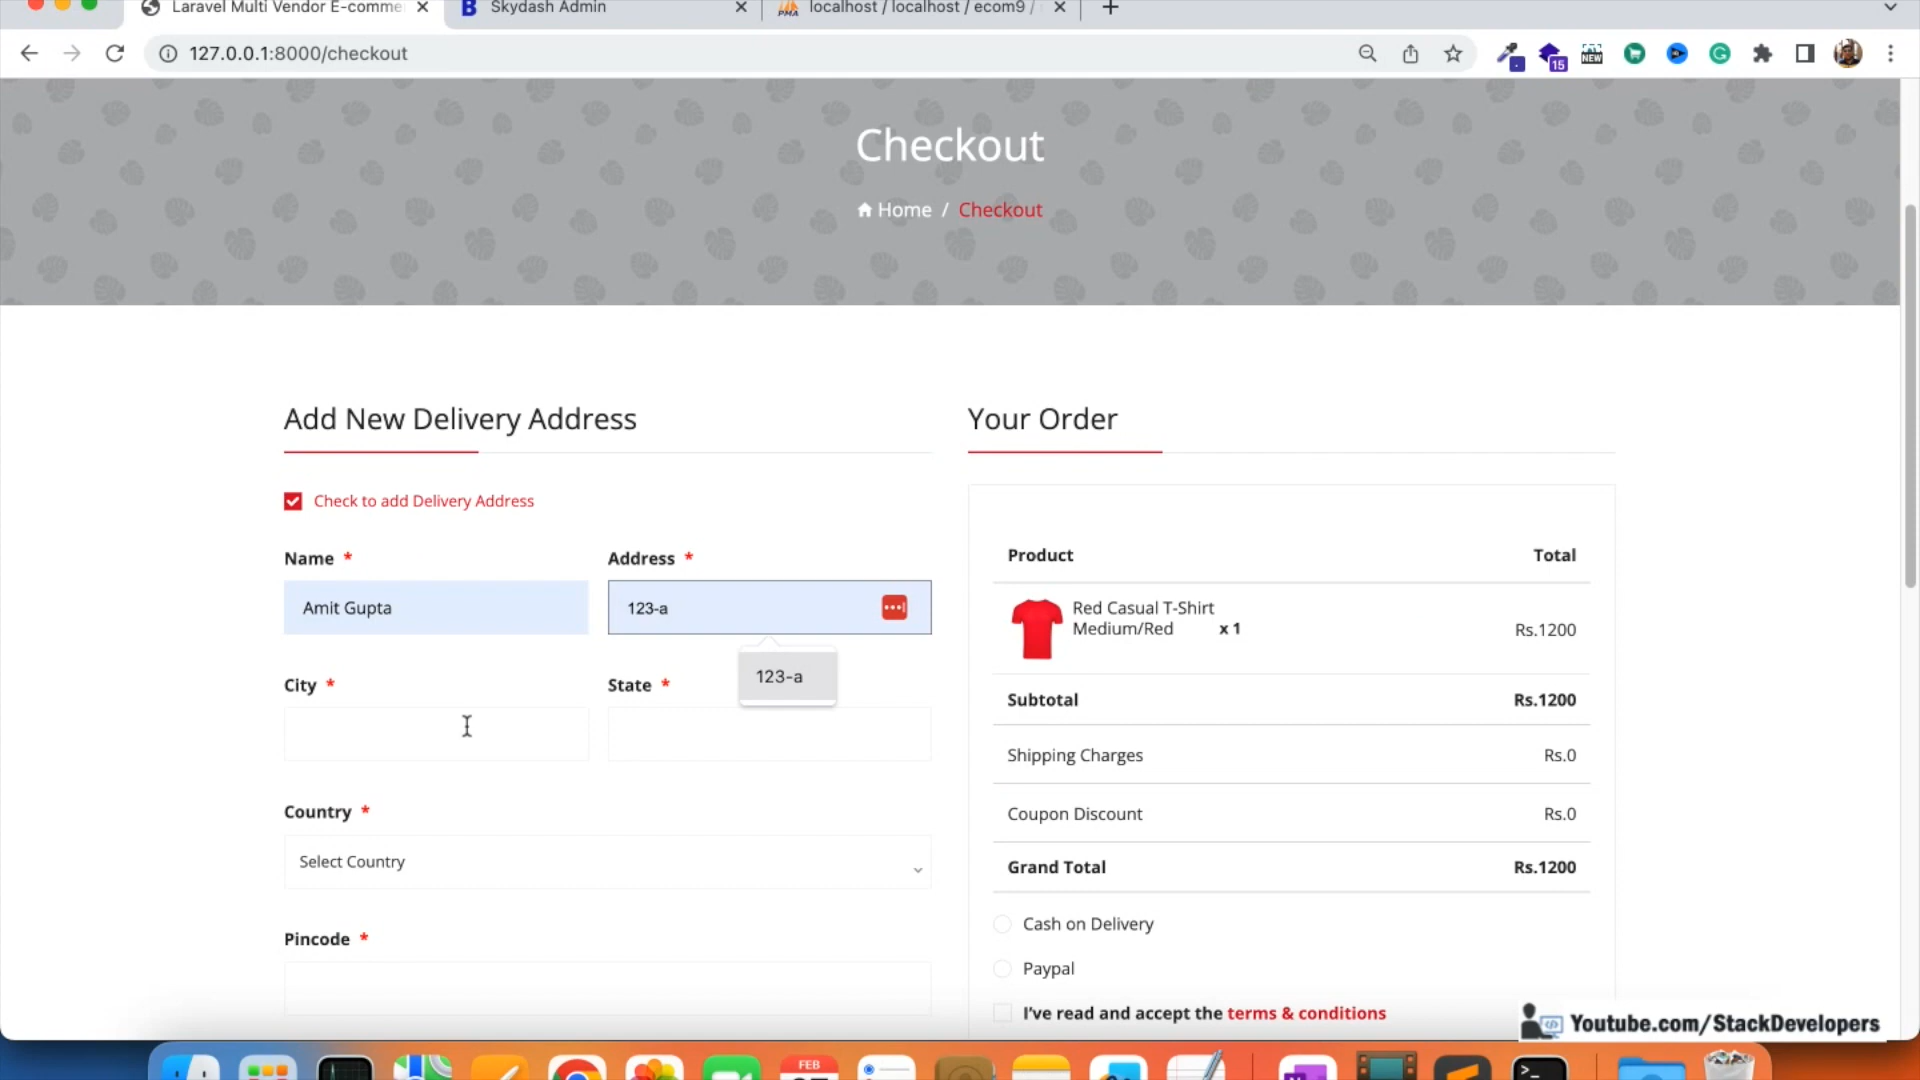 Laravel Multi Vendor E-comme
Skydash Admin
localhost / localhost / ecom9 /
127.0.0.1:8000/checkout
15
NEW
Checkout
Home / Checkout
Add New Delivery Address
Check to add Delivery Address
Name *
Address *
Amit Gupta
123-a
123-a
City *
State *
Country *
Select Country
Pincode *
Your Order
Product Total
Red Casual T-Shirt
Medium/Red x 1
Rs.1200
Subtotal Rs.1200
Shipping Charges Rs.0
Coupon Discount Rs.0
Grand Total Rs.1200
Cash on Delivery
Paypal
I've read and accept the terms & conditions
Youtube.com/StackDevelopers
FEB